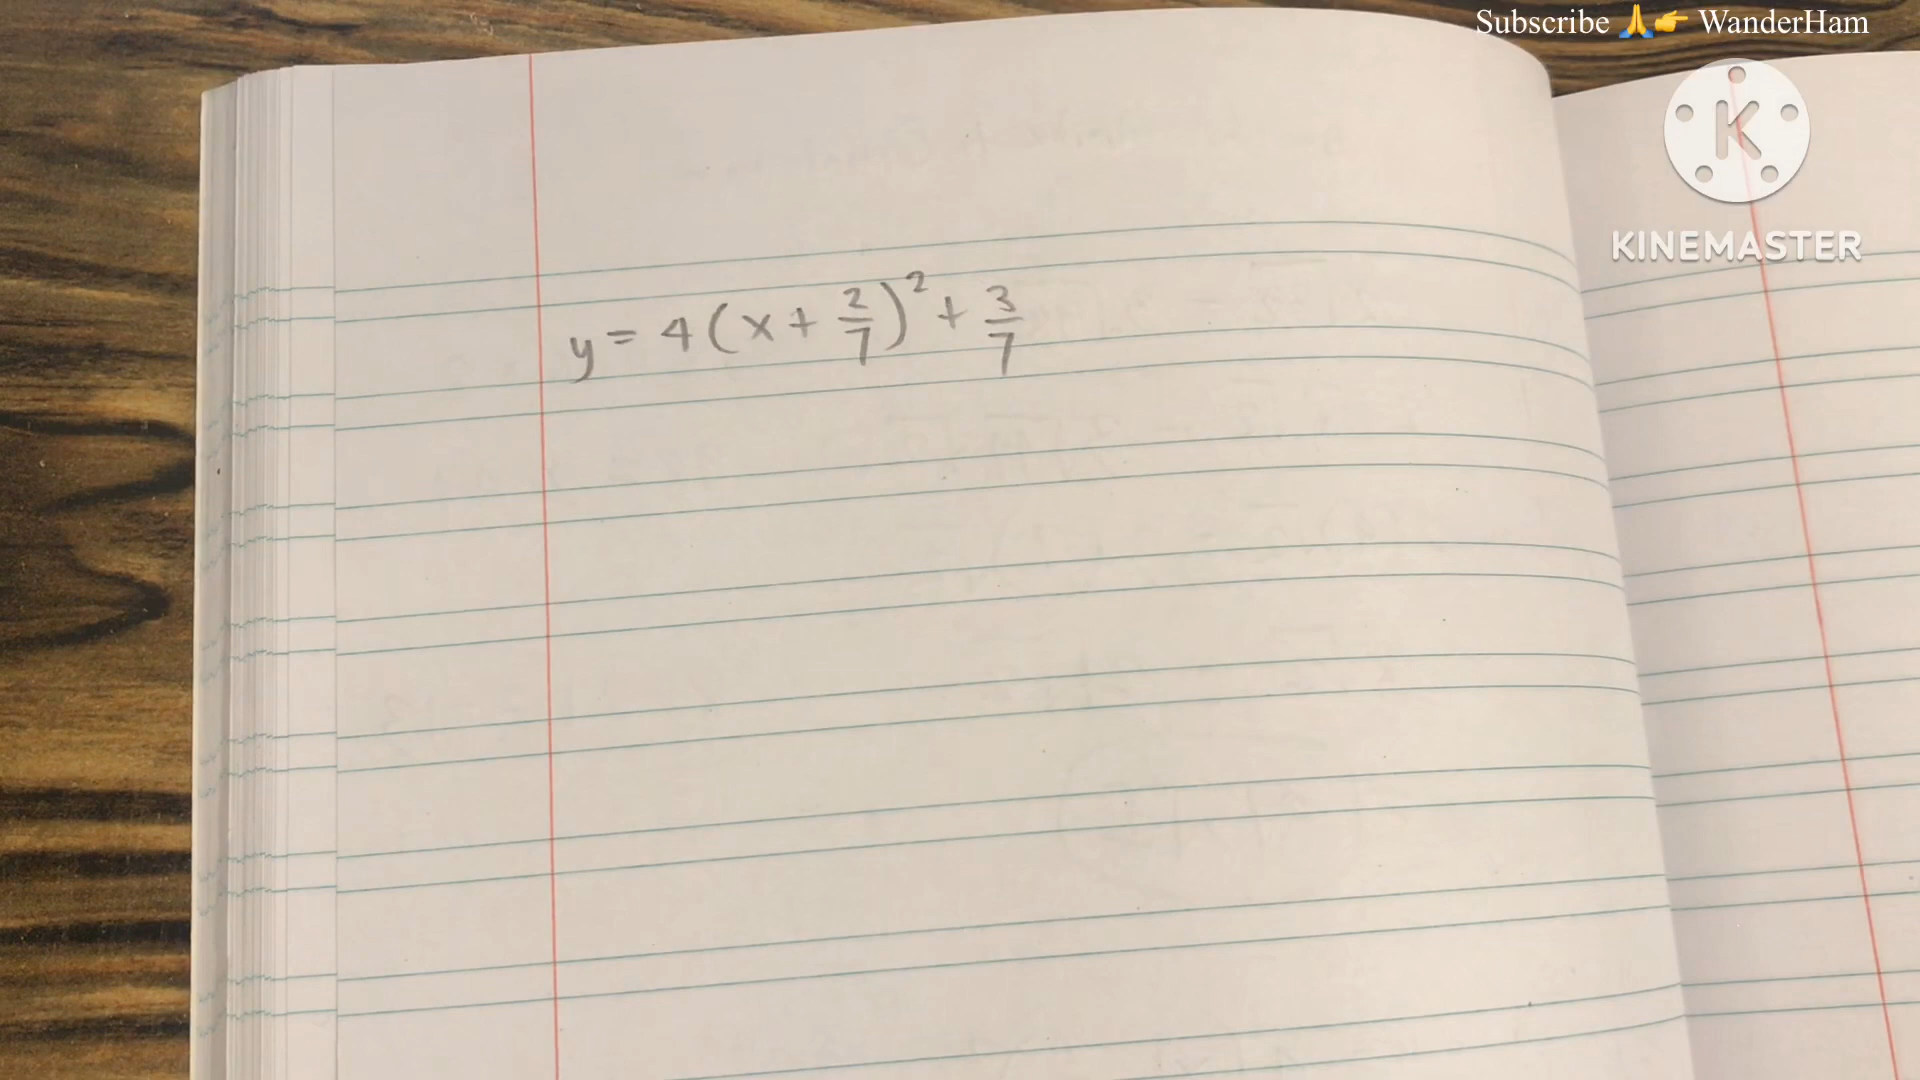 Subscribe 🙏👉 WanderHam
KINEMASTER
y = 4(x + 2/7)² + 3/7